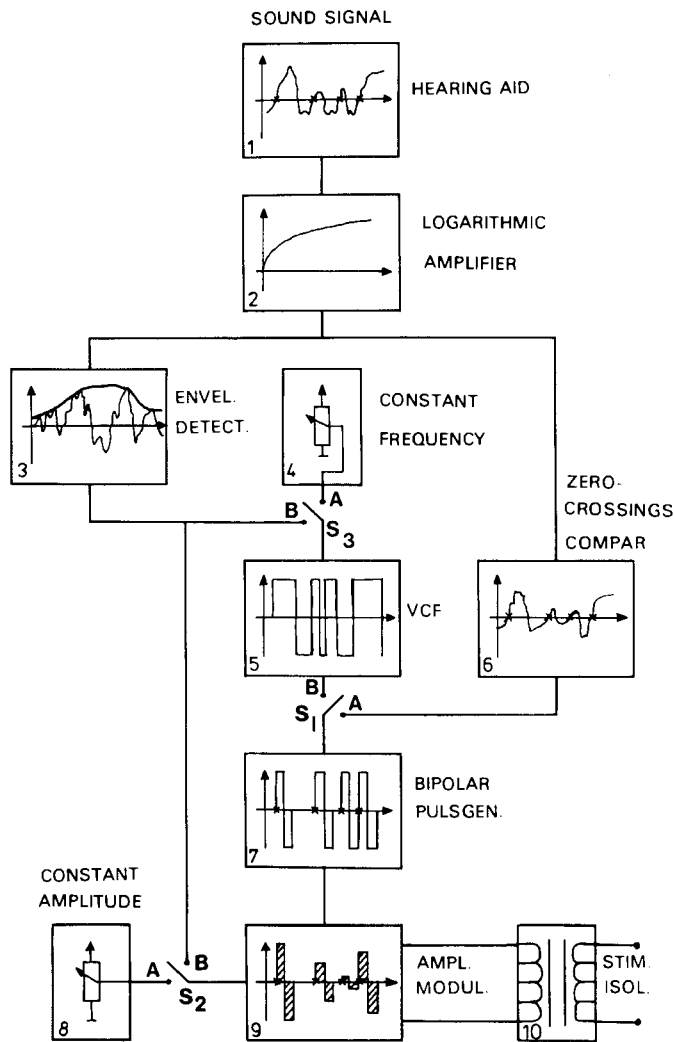 SOUND SIGNAL
HEARING AID
1
LOGARITHMIC
AMPLIFIER
2
ENVEL.
DETECT.
3
CONSTANT
FREQUENCY
4
A
B
S3
ZERO-
CROSSINGS
COMPAR
6
VCF
5
B
A
S1
BIPOLAR
PULSGEN.
7
CONSTANT
AMPLITUDE
8
A
B
S2
9
AMPL.
MODUL.
10
STIM.
ISOL.